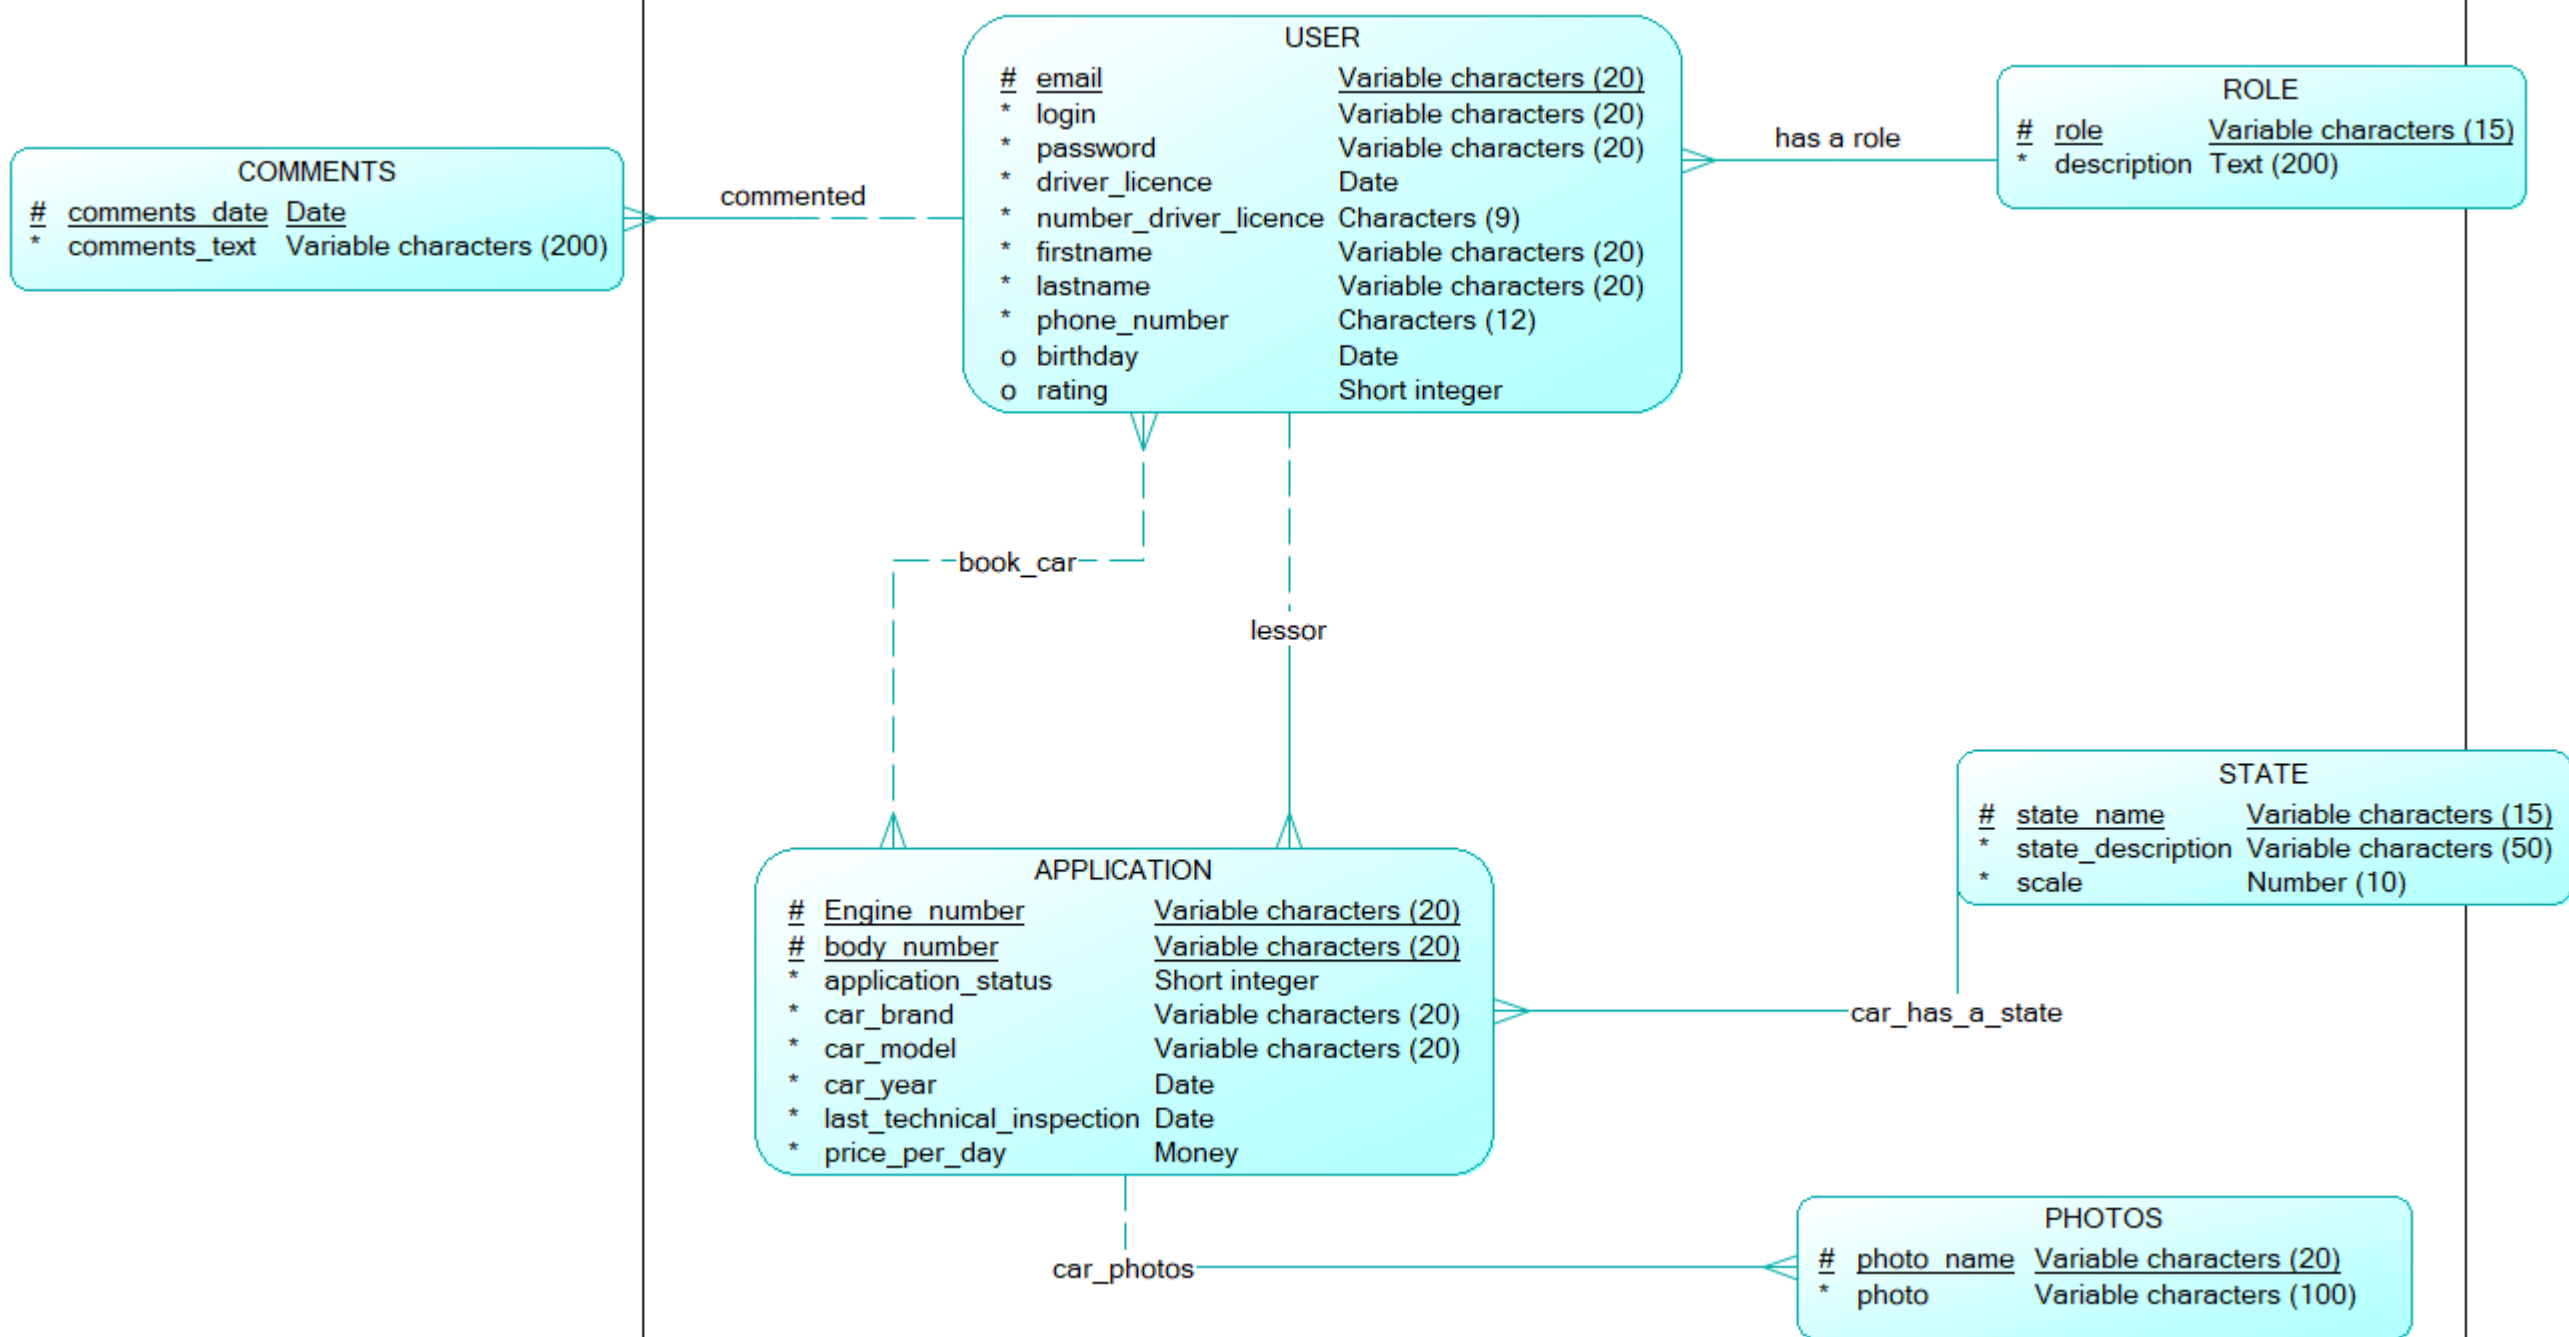 USER
# email Variable characters (20)
* login Variable characters (20)
* password Variable characters (20)
* driver_licence Date
* number_driver_licence Characters (9)
* firstname Variable characters (20)
* lastname Variable characters (20)
* phone_number Characters (12)
o birthday Date
o rating Short integer
ROLE
# role Variable characters (15)
* description Text (200)
has a role
COMMENTS
# comments_date Date
* comments_text Variable characters (200)
commented
book_car
lessor
STATE
# state_name Variable characters (15)
* state_description Variable characters (50)
* scale Number (10)
APPLICATION
# Engine_number Variable characters (20)
# body_number Variable characters (20)
* application_status Short integer
* car_brand Variable characters (20)
* car_model Variable characters (20)
* car_year Date
* last_technical_inspection Date
* price_per_day Money
car_has_a_state
car_photos
PHOTOS
# photo_name Variable characters (20)
* photo Variable characters (100)